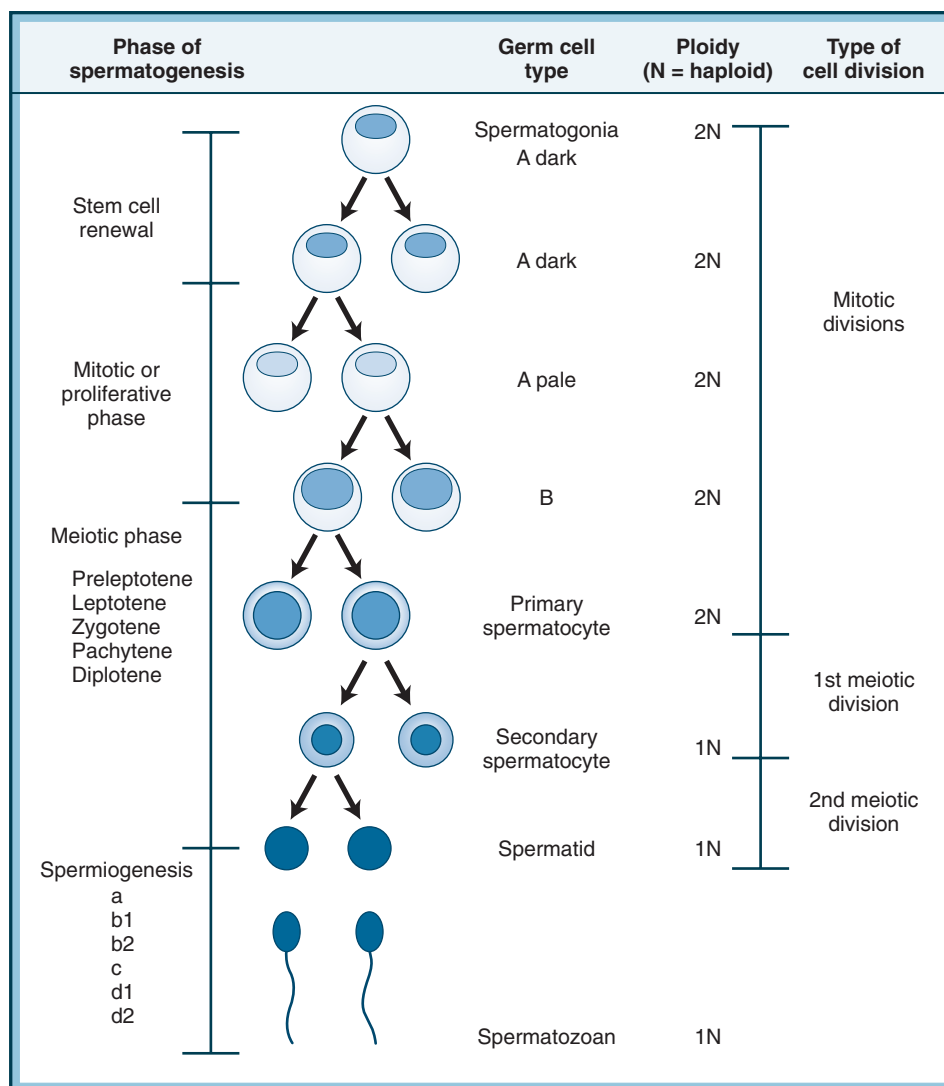 Phase of
spermatogenesis
Germ cell
type
Ploidy
(N = haploid)
Type of
cell division
Spermatogonia
A dark
2N
Stem cell
renewal
A dark
2N
Mitotic
divisions
Mitotic or
proliferative
phase
A pale
2N
B
2N
Meiotic phase
Preleptotene
Leptotene
Zygotene
Pachytene
Diplotene
Primary
spermatocyte
2N
1st meiotic
division
Secondary
spermatocyte
1N
2nd meiotic
division
Spermatid
1N
Spermiogenesis
a
b1
b2
c
d1
d2
Spermatozoan
1N